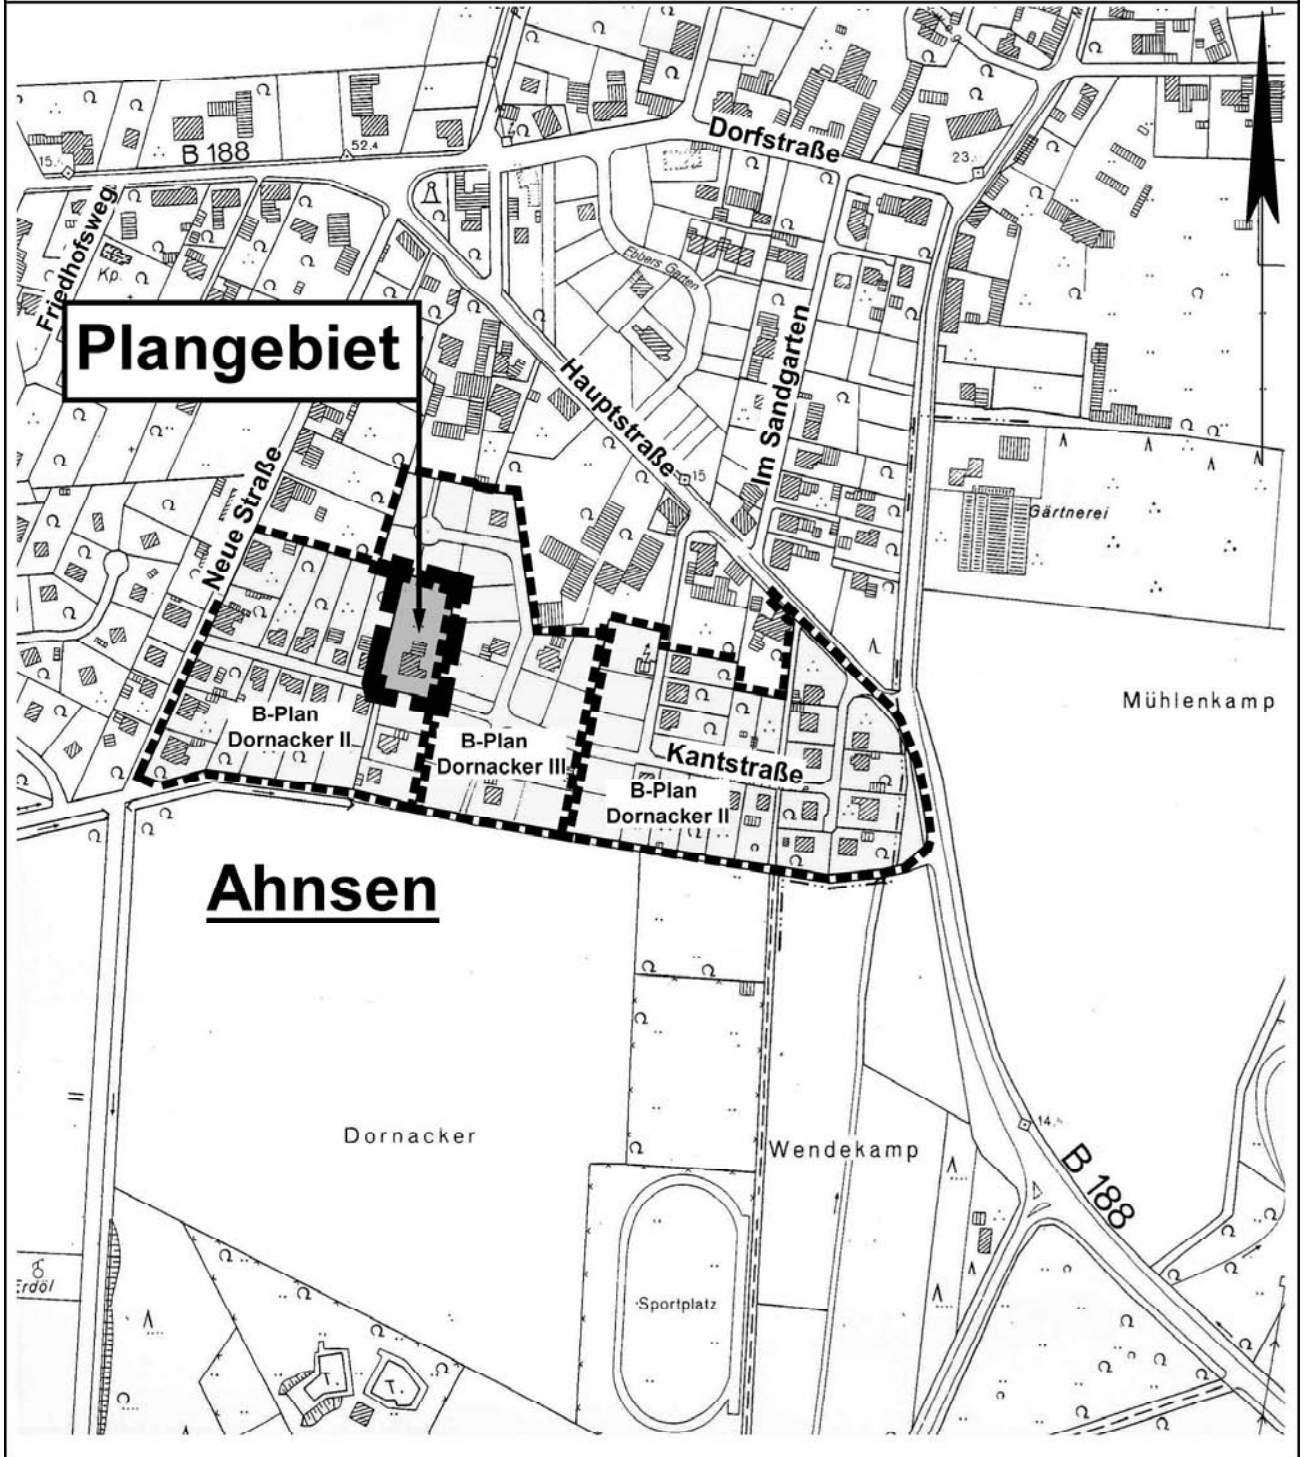 B 188
52.4
15.
Dorfstraße
23.
Friedhofsweg
Kp.
Ebbers Garten
Plangebiet
Hauptstraße
15
Im Sandgarten
Neue Straße
Gärtnerei
Mühlenkamp
B-Plan
Dornacker II
B-Plan
Dornacker III
Kantstraße
B-Plan
Dornacker II
Ahnsen
Dornacker
Wendekamp
14.
B 188
Erdöl
Sportplatz
T.
T.